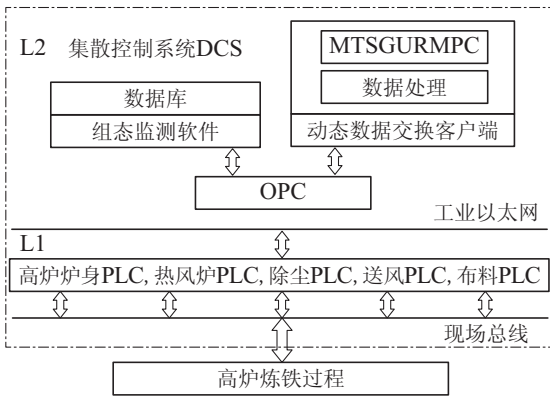 L2 集散控制系统DCS
MTSGURMPC
数据处理
动态数据交换客户端
数据库
组态监测软件
OPC
工业以太网
L1
高炉炉身PLC, 热风炉PLC, 除尘PLC, 送风PLC, 布料PLC
现场总线
高炉炼铁过程